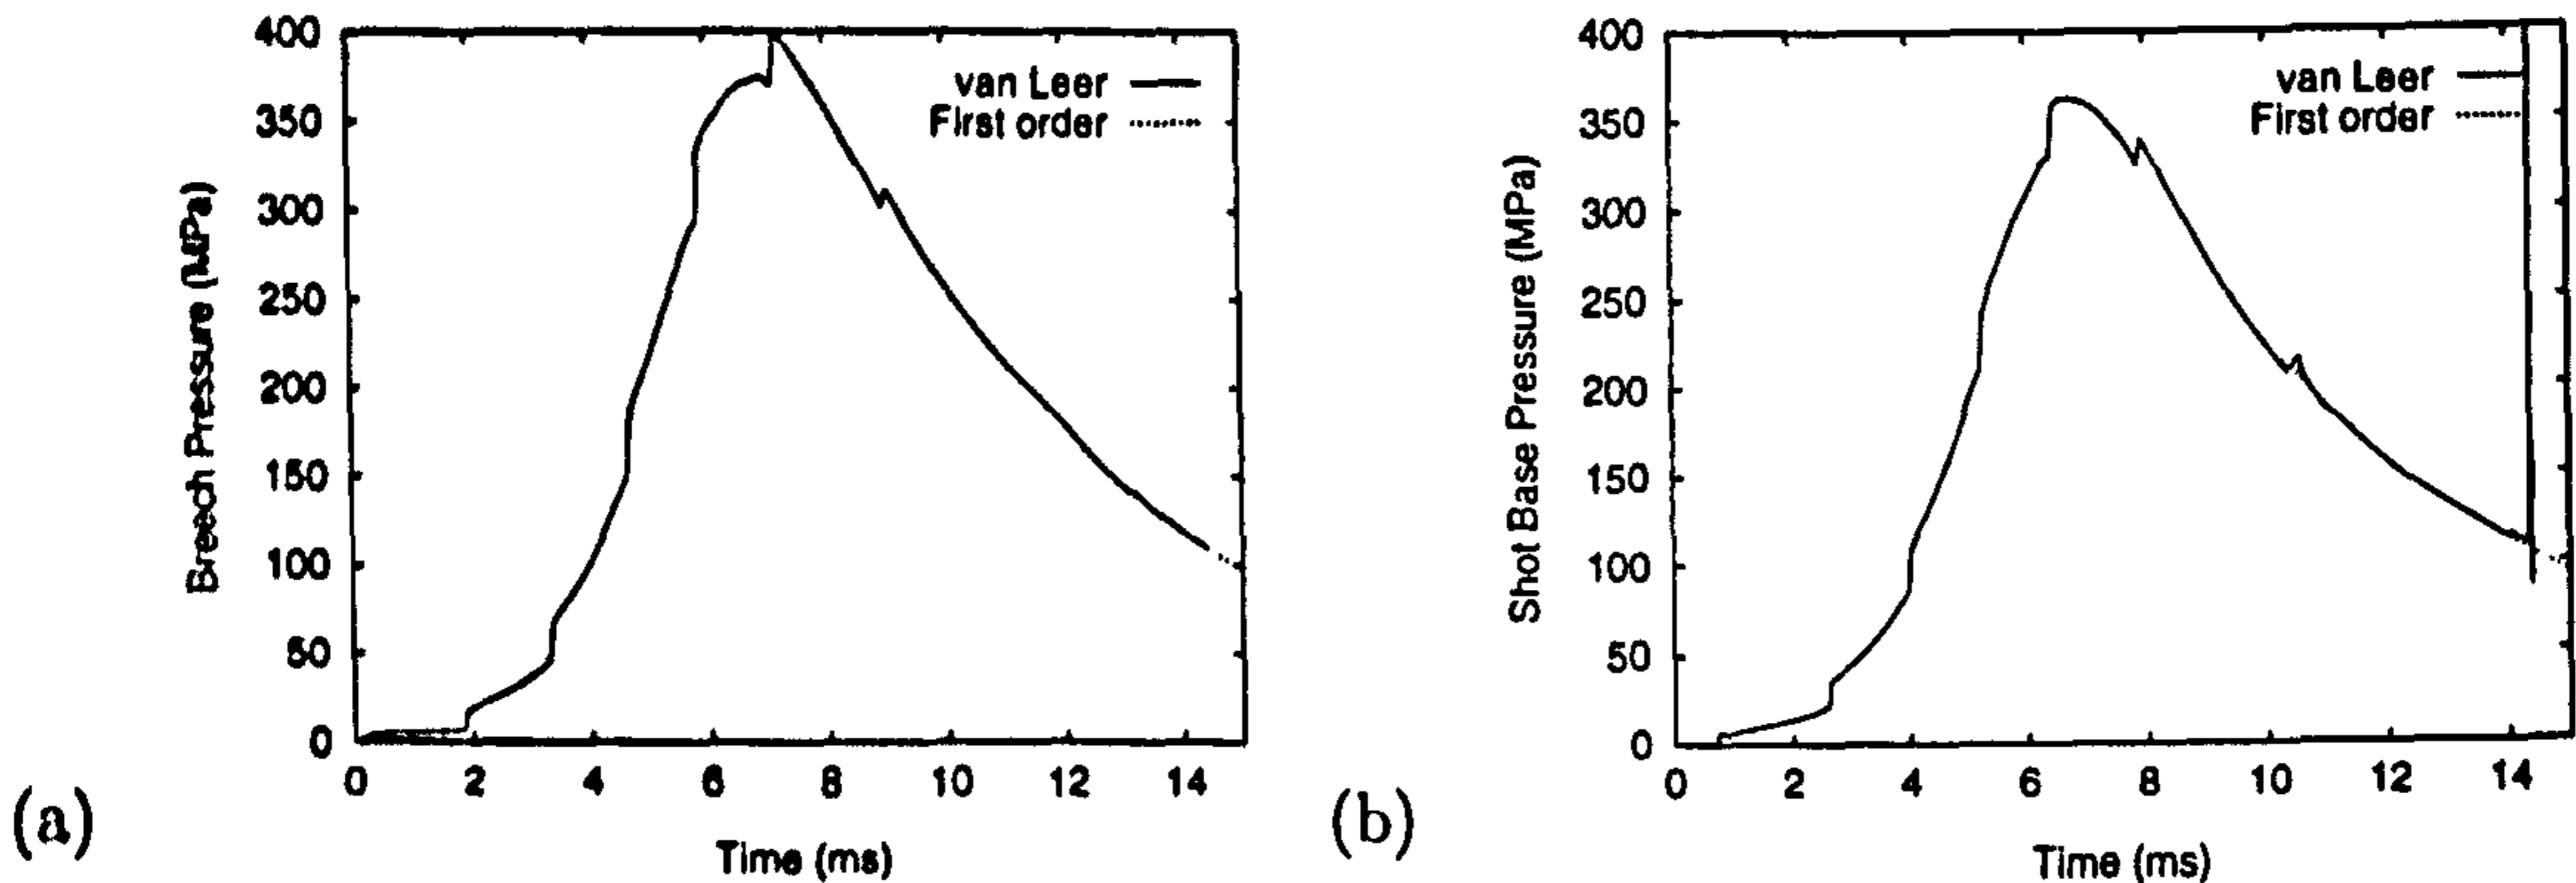 400
350
300
250
200
150
100
50
0
Breech Pressure (MPa)
van Leer
First order
0 2 4 6 8 10 12 14
Time (ms)
(a)
400
350
300
250
200
150
100
50
0
Shot Base Pressure (MPa)
van Leer
First order
0 2 4 6 8 10 12 14
Time (ms)
(b)